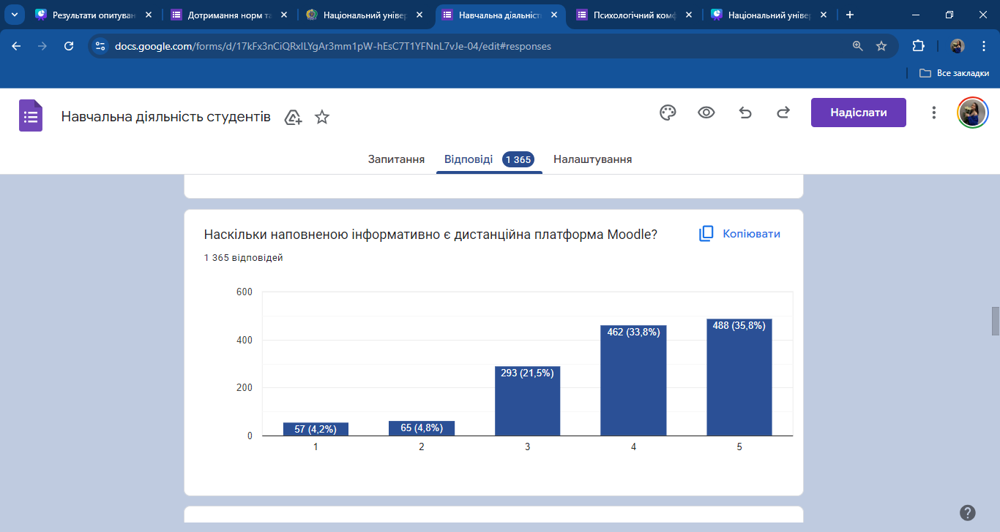 Результати опитуван
Дотримання норм та
Національний універ
Навчальна діяльність
Психологічний комф
Національний універ
docs.google.com/forms/d/17kFx3nCiQRxILYgAr3mm1pW-hEsC7T1YFNnL7vJe-04/edit#responses
Все закладки
Навчальна діяльність студентів
Надіслати
Запитання
Відповіді 1 365
Налаштування
Наскільки наповненою інформативно є дистанційна платформа Moodle?
Копіювати
1 365 відповідей
600
400
200
0
57 (4,2%)
65 (4,8%)
293 (21,5%)
462 (33,8%)
488 (35,8%)
1
2
3
4
5